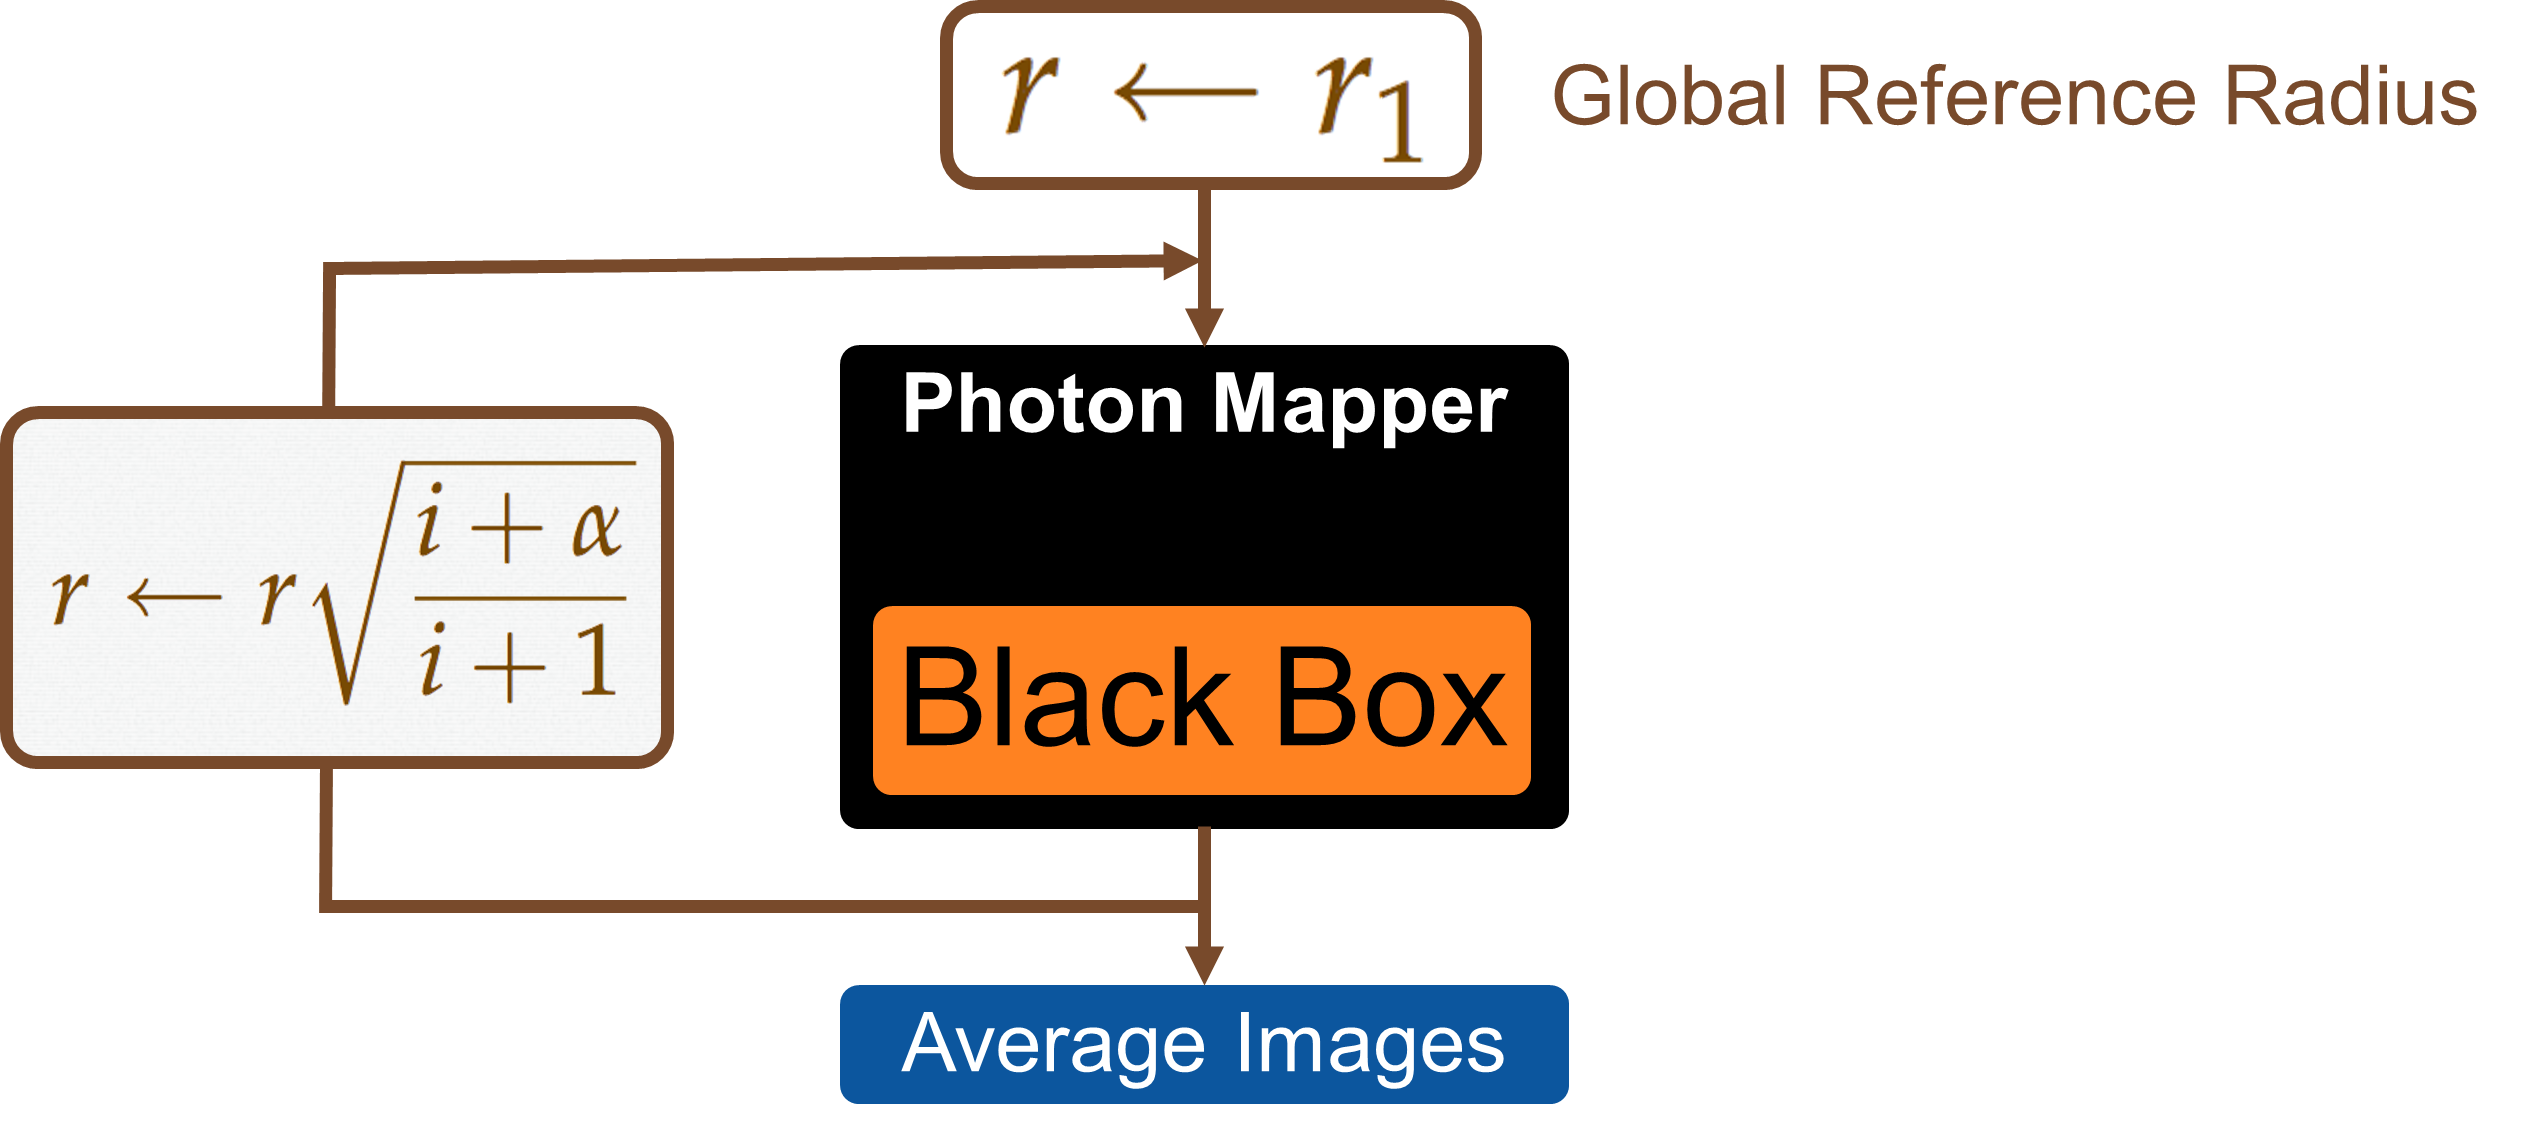 r ← r₁
Global Reference Radius
Photon Mapper
r ← r√((i + α)/(i + 1))
Black Box
Average Images